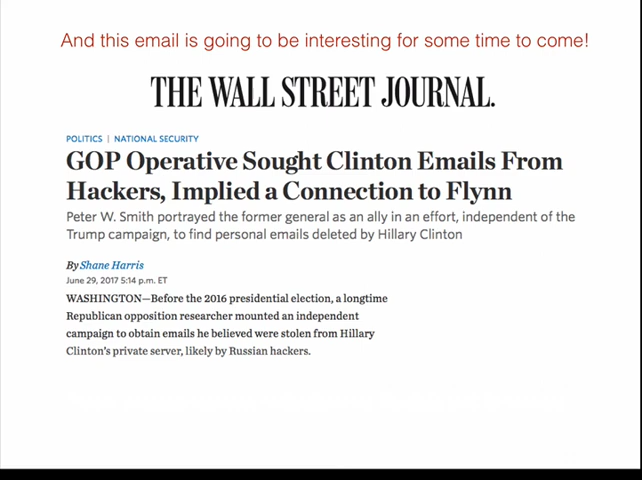 And this email is going to be interesting for some time to come!
THE WALL STREET JOURNAL.
POLITICS | NATIONAL SECURITY
GOP Operative Sought Clinton Emails From
Hackers, Implied a Connection to Flynn
Peter W. Smith portrayed the former general as an ally in an effort, independent of the
Trump campaign, to find personal emails deleted by Hillary Clinton
By Shane Harris
June 29, 2017 5:14 p.m. ET
WASHINGTON—Before the 2016 presidential election, a longtime
Republican opposition researcher mounted an independent
campaign to obtain emails he believed were stolen from Hillary
Clinton's private server, likely by Russian hackers.